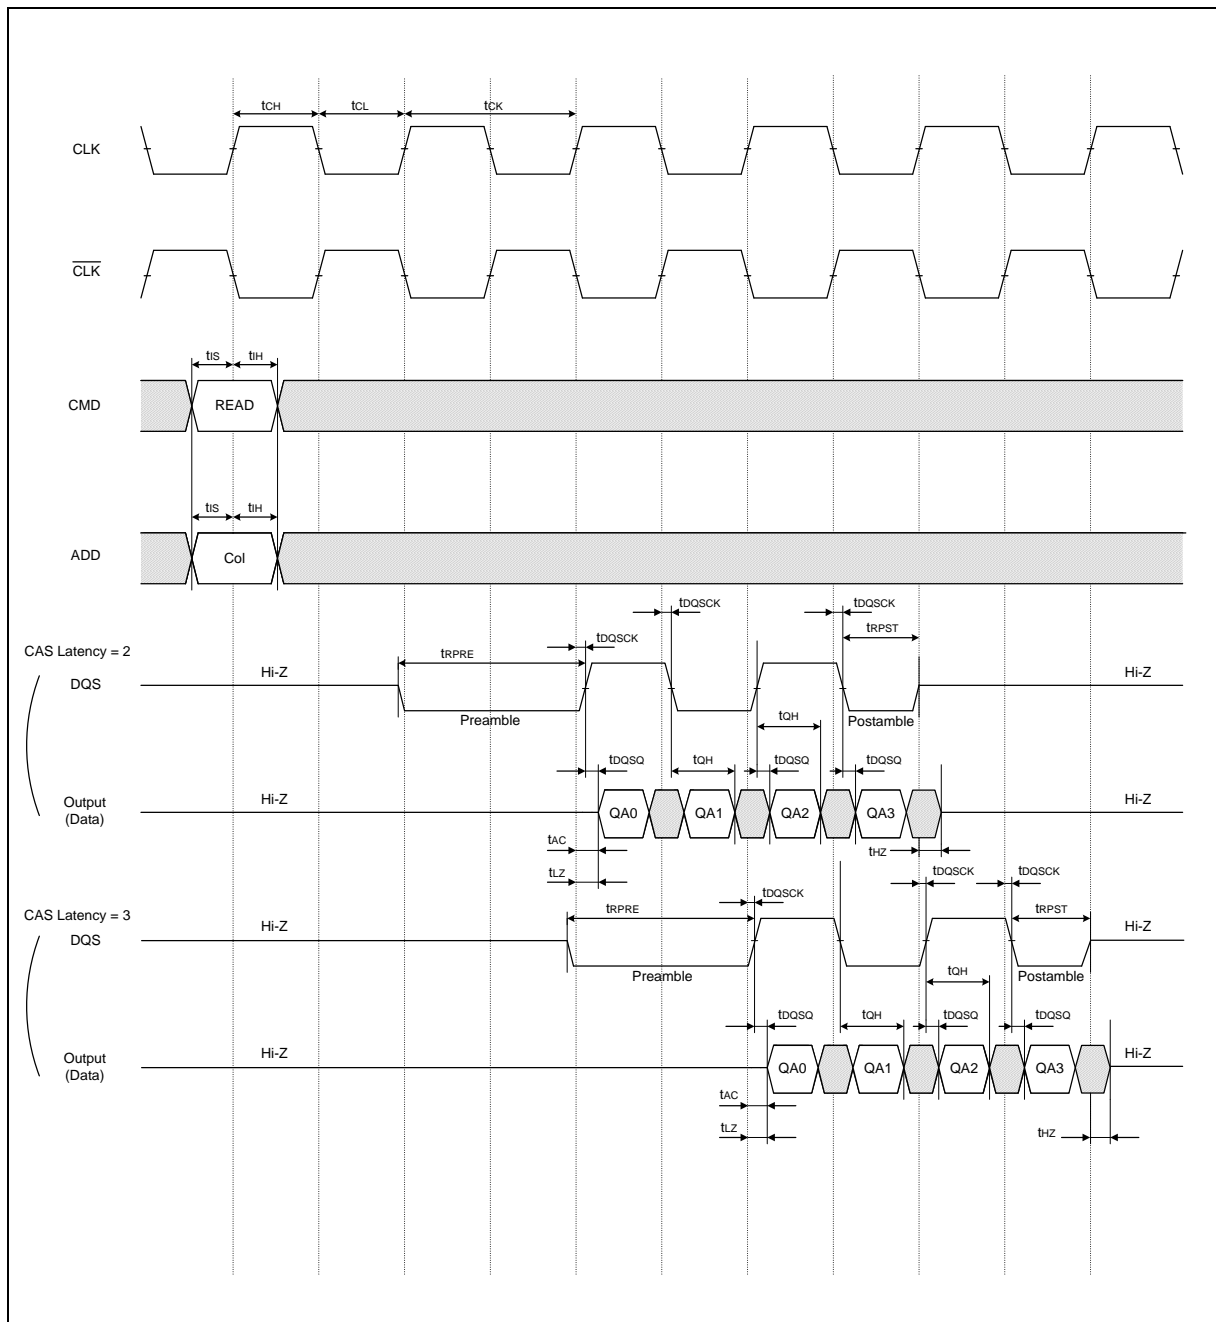 tCH tCL tCK
CLK
CLK
tIS tIH
CMD READ
tIS tIH
ADD Col
tDQSCK tDQSCK
tDQSCK tRPST
CAS Latency = 2
tRPRE
Hi-Z Hi-Z
DQS
Preamble Postamble
tQH
tDQSQ tQH tDQSQ tDQSQ
Hi-Z Hi-Z
Output
(Data)
QA0 QA1 QA2 QA3
tAC
tHZ
tLZ
tDQSCK tDQSCK tDQSCK
CAS Latency = 3
tRPRE tRPST
Hi-Z Hi-Z
DQS
Preamble Postamble
tQH
tDQSQ tQH tDQSQ tDQSQ
Hi-Z Hi-Z
Output
(Data)
QA0 QA1 QA2 QA3
tAC
tLZ tHZ